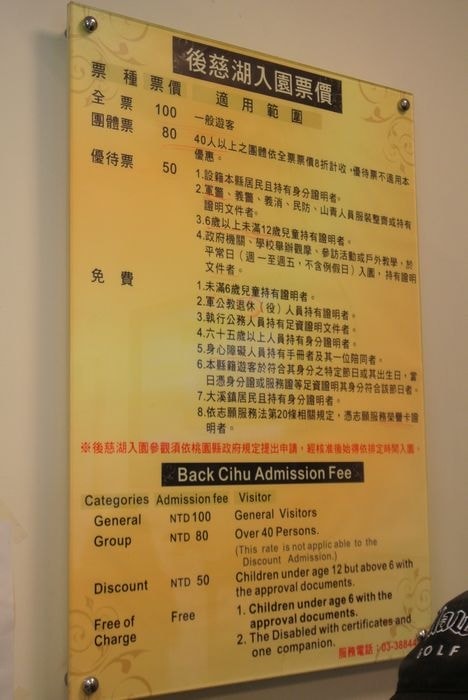 後慈湖入園票價
票種 票價 適用範圍
全票 100 一般遊客
團體票 80 40人以上之團體依全票票價8折計收,優待票不適用本
優惠。
優待票 50 1.設籍本縣居民且持有身分證明者。
2.軍警、義警、義消、民防、山青人員服裝整齊或持有
證明文件者。
3.6歲以上未滿12歲兒童持有證明者。
4.政府機關、學校舉辦觀摩、參訪活動或戶外教學,於
平常日(週一至週五,不含例假日)入園,持有證明
文件者。
免費 1.未滿6歲兒童持有證明者。
2.軍公教退休(役)人員持有證明者。
3.執行公務人員持有足資證明文件者。
4.六十五歲以上人員持有身分證明者。
5.身心障礙人員持有手冊者及其一位陪同者。
6.本縣籍遊客於符合其身分之特定節日或其出生日,當
日憑身分證或服務證等足資證明其身分符合該節日者。
7.大溪鎮居民且持有身分證明者。
8.依志願服務法第20條相關規定,憑志願服務榮譽卡證
明者。
※後慈湖入園參觀須依桃園縣政府規定提出申請,經核准後始得依排定時間入園。
Back Cihu Admission Fee
Categories Admission fee Visitor
General NTD 100 General Visitors
Group NTD 80 Over 40 Persons.
(This rate is not applic able to the
Discount Admission.)
Discount NTD 50 Children under age 12 but above 6 with
the approval documents.
Free of Charge Free 1. Children under age 6 with the
approval documents.
2. The Disabled with certificates and
one companion.
服務電話:03-38844
GOLF